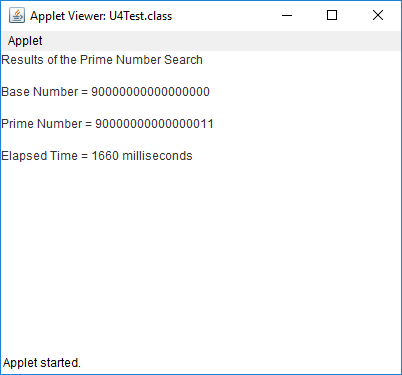 Applet Viewer: U4Test.class
Applet
Results of the Prime Number Search
Base Number = 90000000000000000
Prime Number = 90000000000000011
Elapsed Time = 1660 milliseconds
Applet started.